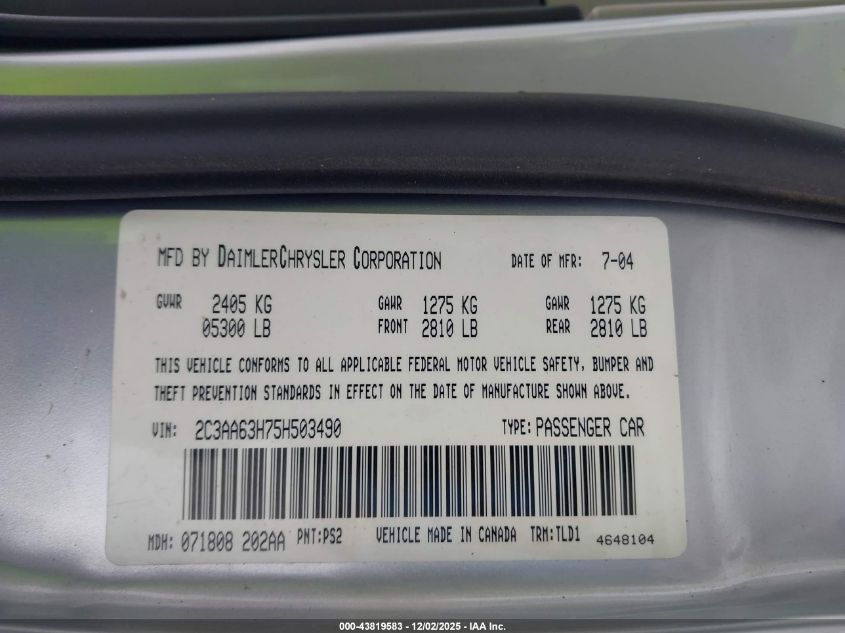 MFD BY DAIMLERCHRYSLER CORPORATION DATE OF MFR: 7-04
GVWR 2405 KG GAWR 1275 KG GAWR 1275 KG
05300 LB FRONT 2810 LB REAR 2810 LB
THIS VEHICLE CONFORMS TO ALL APPLICABLE FEDERAL MOTOR VEHICLE SAFETY, BUMPER AND
THEFT PREVENTION STANDARDS IN EFFECT ON THE DATE OF MANUFACTURE SHOWN ABOVE.
VIN: 2C3AA63H75H503490 TYPE: PASSENGER CAR
MDH: 071808 202AA PNT:PS2 VEHICLE MADE IN CANADA TRM:TLD1 4648104
000-43819583 - 12/02/2025 - IAA Inc.